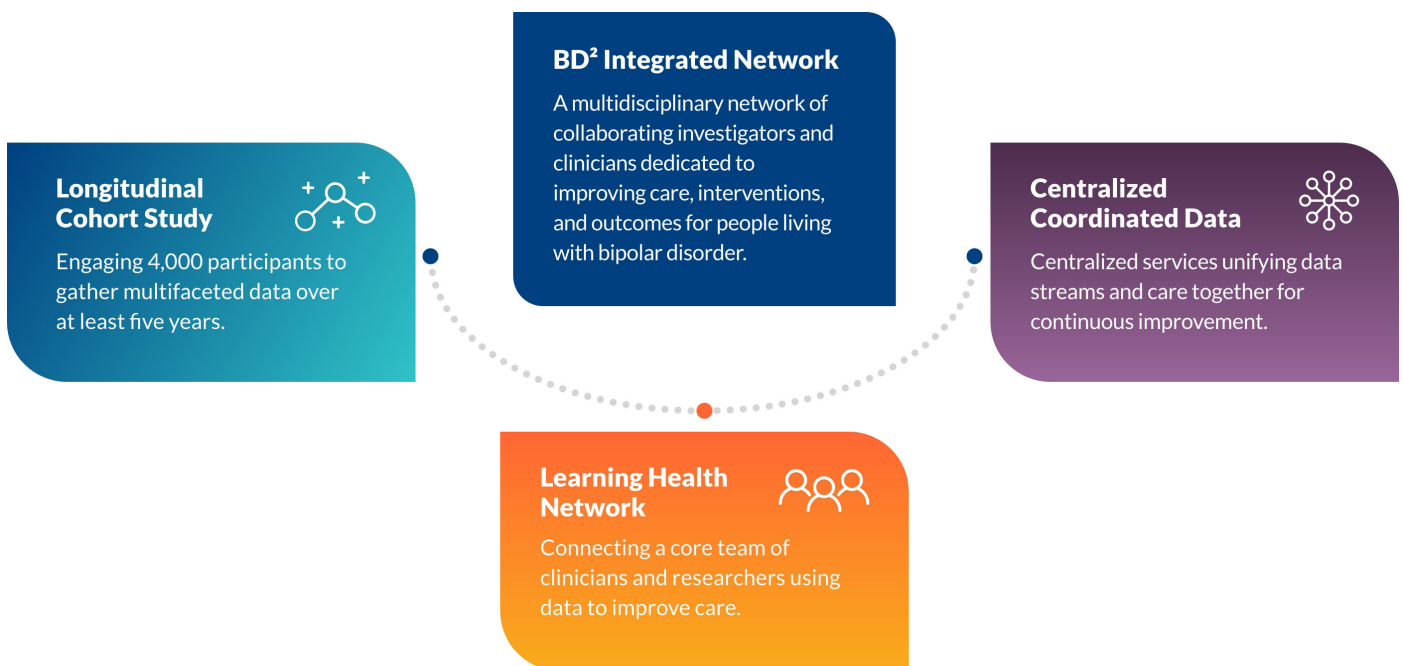 BD² Integrated Network
A multidisciplinary network of
collaborating investigators and
clinicians dedicated to
improving care, interventions,
and outcomes for people living
with bipolar disorder.
Longitudinal
Cohort Study
Engaging 4,000 participants to
gather multifaceted data over
at least five years.
Centralized
Coordinated Data
Centralized services unifying data
streams and care together for
continuous improvement.
Learning Health
Network
Connecting a core team of
clinicians and researchers using
data to improve care.